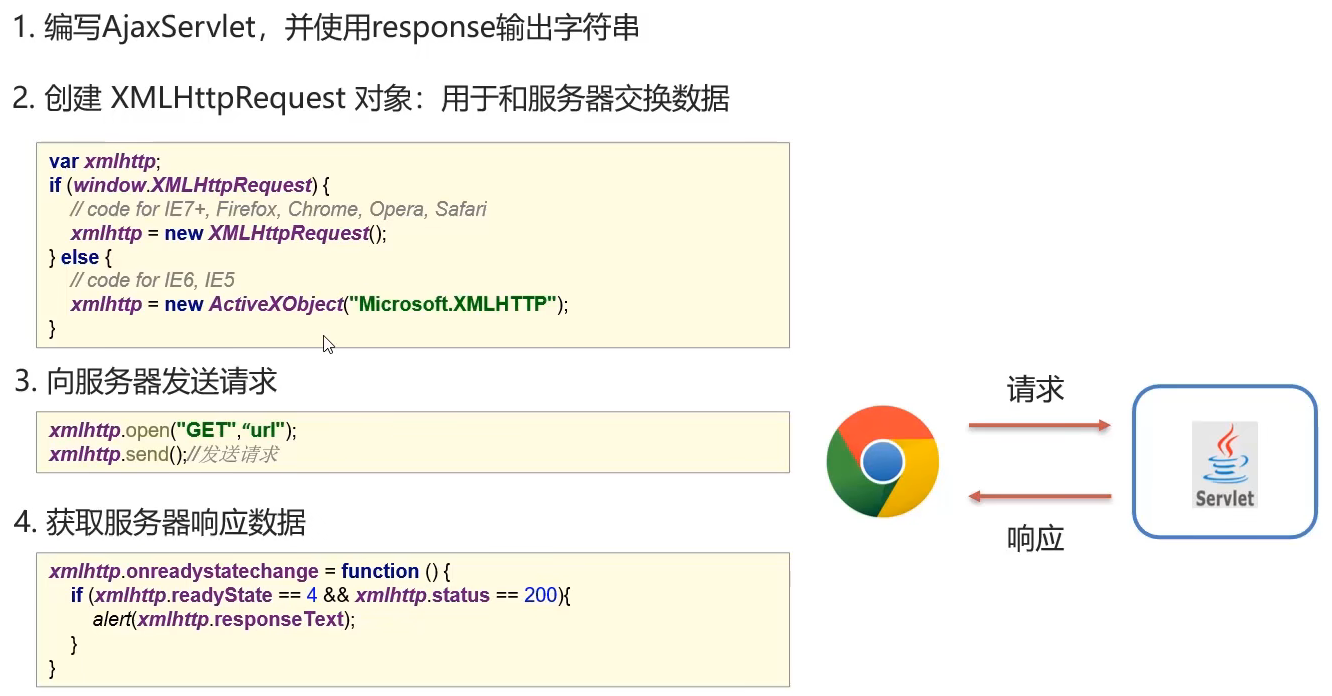 1. 编写AjaxServlet，并使用response输出字符串
2. 创建 XMLHttpRequest 对象：用于和服务器交换数据
var xmlhttp;
if (window.XMLHttpRequest) {
// code for IE7+, Firefox, Chrome, Opera, Safari
xmlhttp = new XMLHttpRequest();
} else {
// code for IE6, IE5
xmlhttp = new ActiveXObject("Microsoft.XMLHTTP");
}
3. 向服务器发送请求
xmlhttp.open("GET",“url");
xmlhttp.send();//发送请求
4. 获取服务器响应数据
xmlhttp.onreadystatechange = function () {
if (xmlhttp.readyState == 4 && xmlhttp.status == 200){
alert(xmlhttp.responseText);
}
}
请求
Servlet
响应